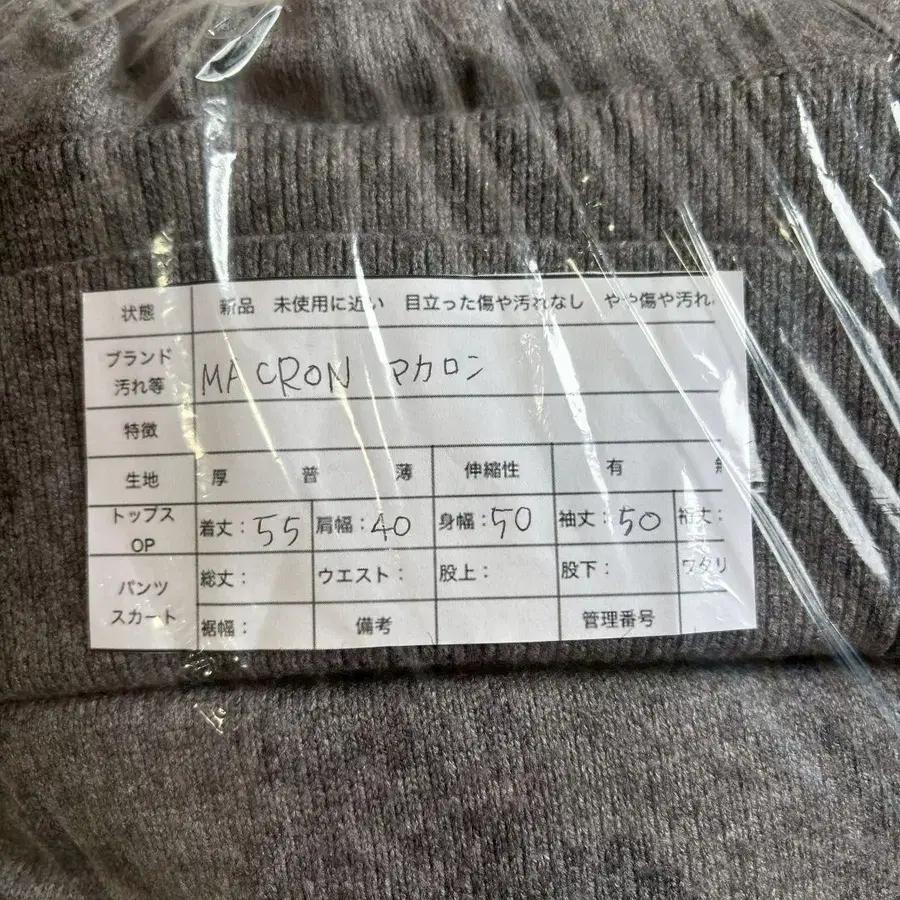 状態 新品 未使用に近い 目立った傷や汚れなし やや傷や汚れ
ブランド
汚れ等 MACRON マカロン
特徴
生地 厚 普 薄 伸縮性 有
トップス
OP 着丈：55 肩幅：40 身幅：50 袖丈：50 裄丈：
パンツ
スカート 総丈： ウエスト： 股上： 股下： ワタリ
裾幅： 備考 管理番号